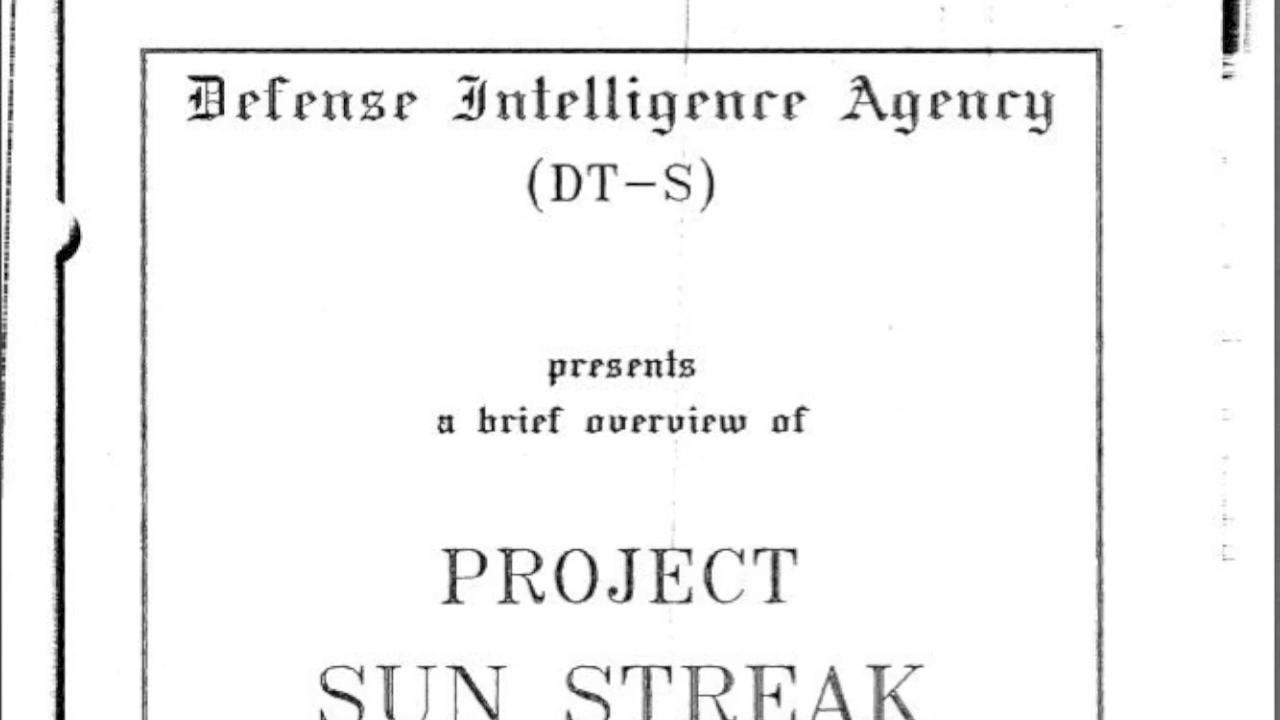 Defense Intelligence Agency
(DT-S)
presents
a brief overview of
PROJECT
SUN STREAK